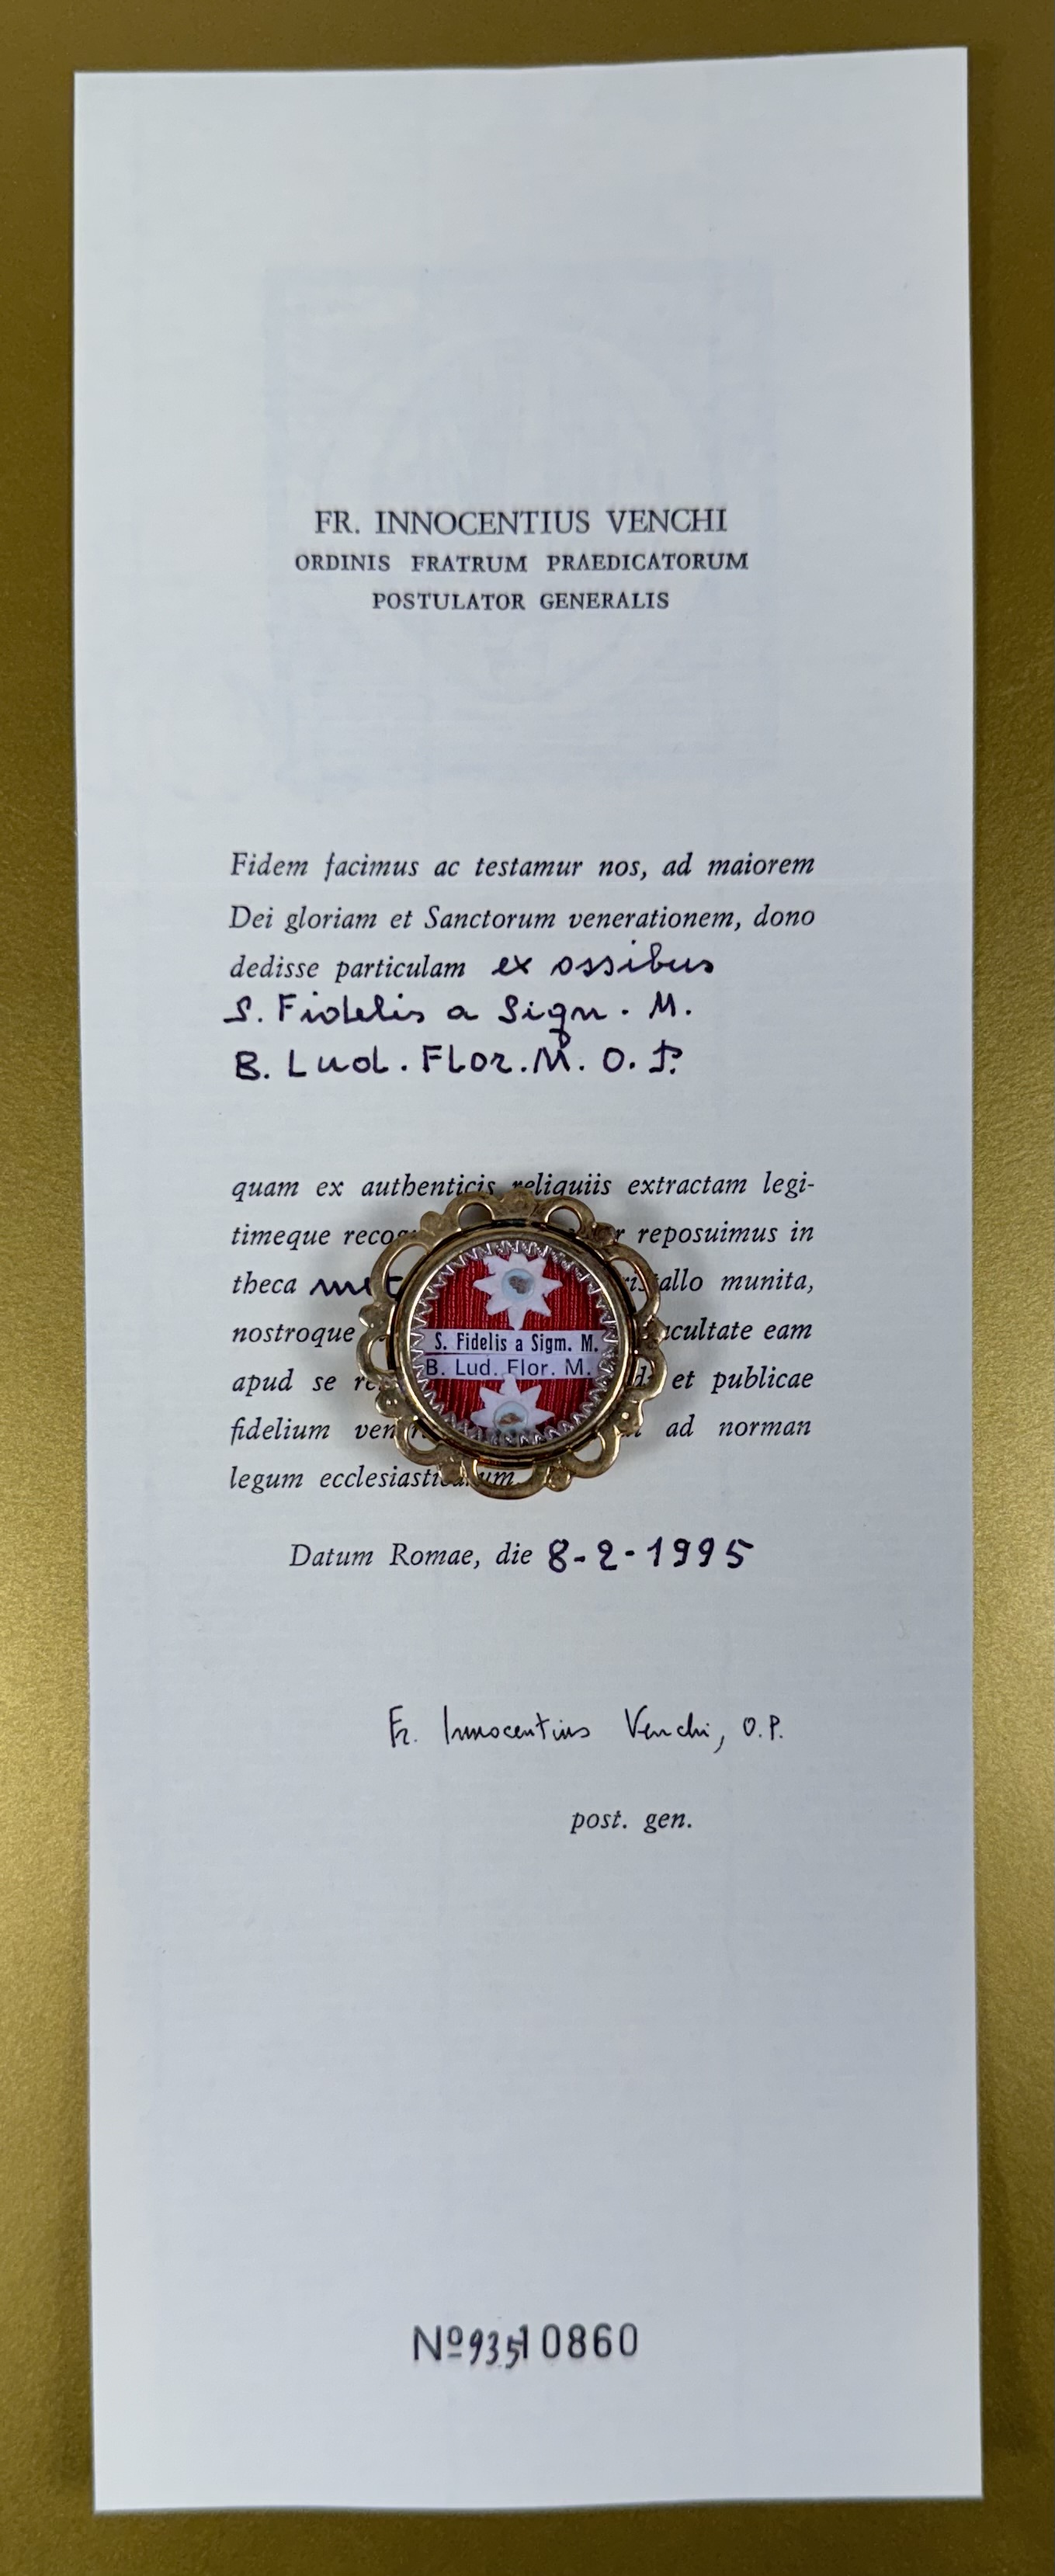 FR. INNOCENTIUS VENCHI
ORDINIS FRATRUM PRAEDICATORUM
POSTULATOR GENERALIS
Fidem facimus ac testamur nos, ad maiorem
Dei gloriam et Sanctorum venerationem, dono
dedisse particulam ex ossibus
S. Fidelis a Sign. M.
B. Lud. Flor. M. O. P.
quam ex authenticis reliquiis extractam legi-
timeque reposuimus in
theca munita,
nostroque eam
apud se et publicae
fidelium ad norman
legum
S. Fidelis a Sigm. M.
B. Lud. Flor. M.
Datum Romae, die 8-2-1995
Fr. Innocentius Venchi, O.P.
post. gen.
Nº 935 10860